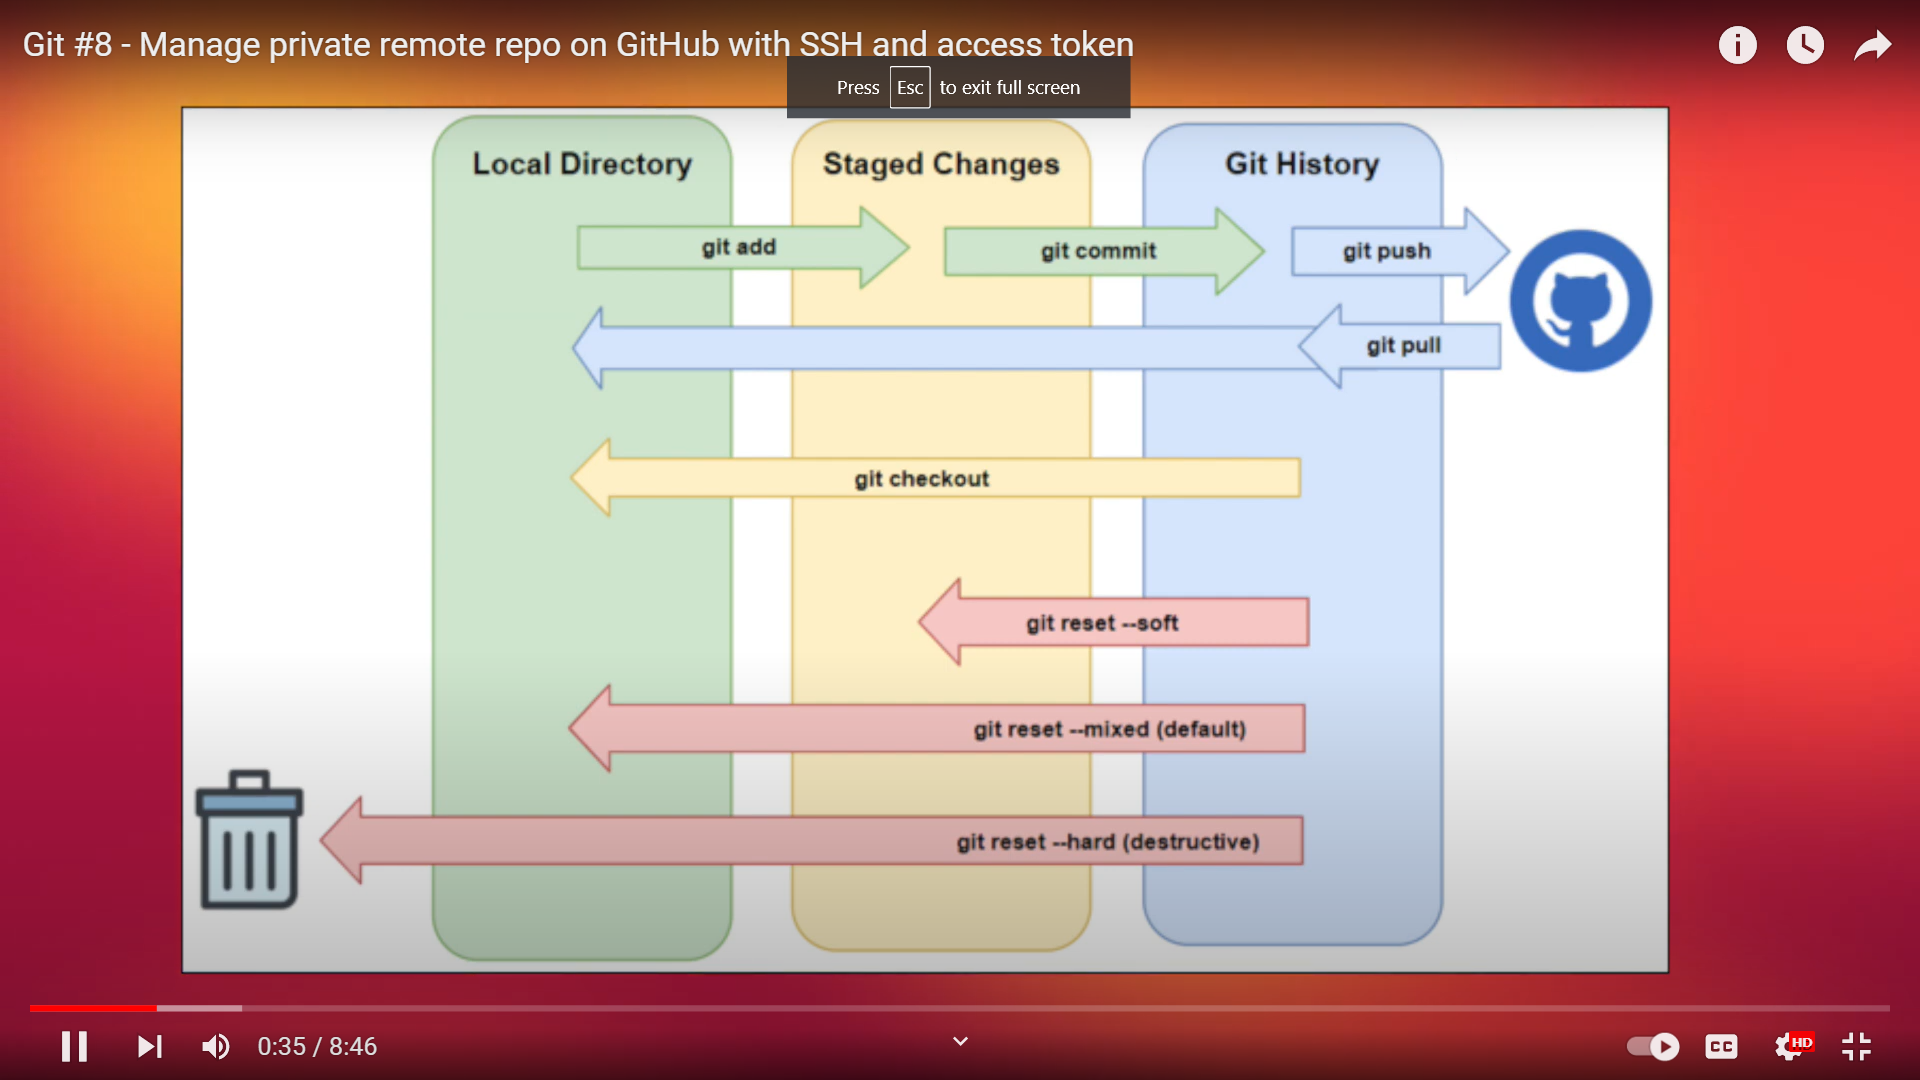 Git #8 - Manage private remote repo on GitHub with SSH and access token
Press Esc to exit full screen
Local Directory
Staged Changes
Git History
git add
git commit
git push
git pull
git checkout
git reset --soft
git reset --mixed (default)
git reset --hard (destructive)
0:35 / 8:46
CC
HD